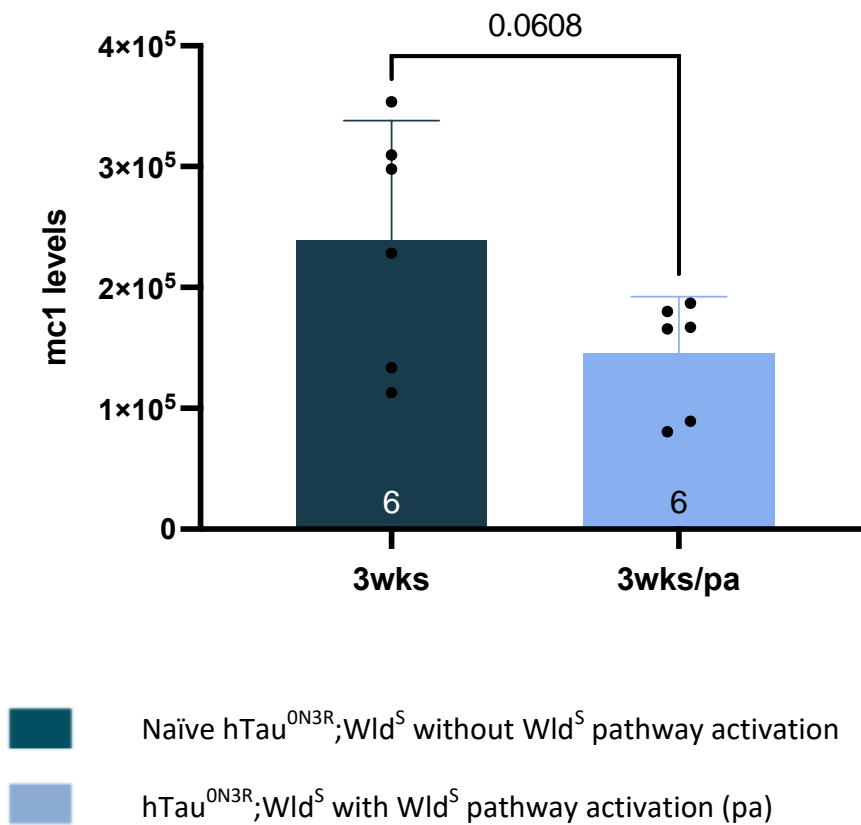 0.0608
4×10⁵
3×10⁵
2×10⁵
1×10⁵
0
mc1 levels
6
6
3wks
3wks/pa
Naïve hTau⁰ᴺ³ᴿ;Wldˢ without Wldˢ pathway activation
hTau⁰ᴺ³ᴿ;Wldˢ with Wldˢ pathway activation (pa)